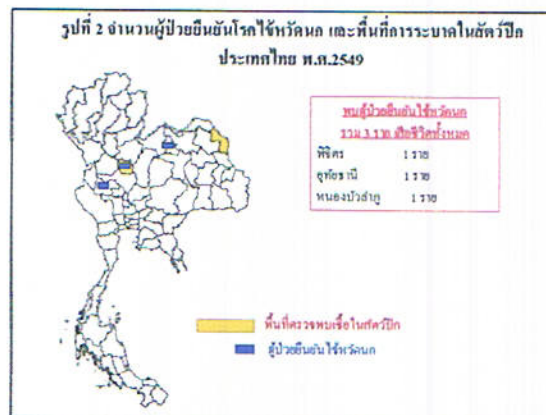 รูปที่ 2 จำนวนผู้ป่วยยืนยันโรคไข้หวัดนก และพื้นที่การระบาดในสัตว์ปีก
ประเทศไทย พ.ศ.2549
พบผู้ป่วยยืนยันไข้หวัดนก
รวม 3 ราย เสียชีวิตทั้งหมด
พิจิตร 1 ราย
อุทัยธานี 1 ราย
หนองบัวลำภู 1 ราย
พื้นที่ตรวจพบเชื้อในสัตว์ปีก
ผู้ป่วยยืนยันไข้หวัดนก